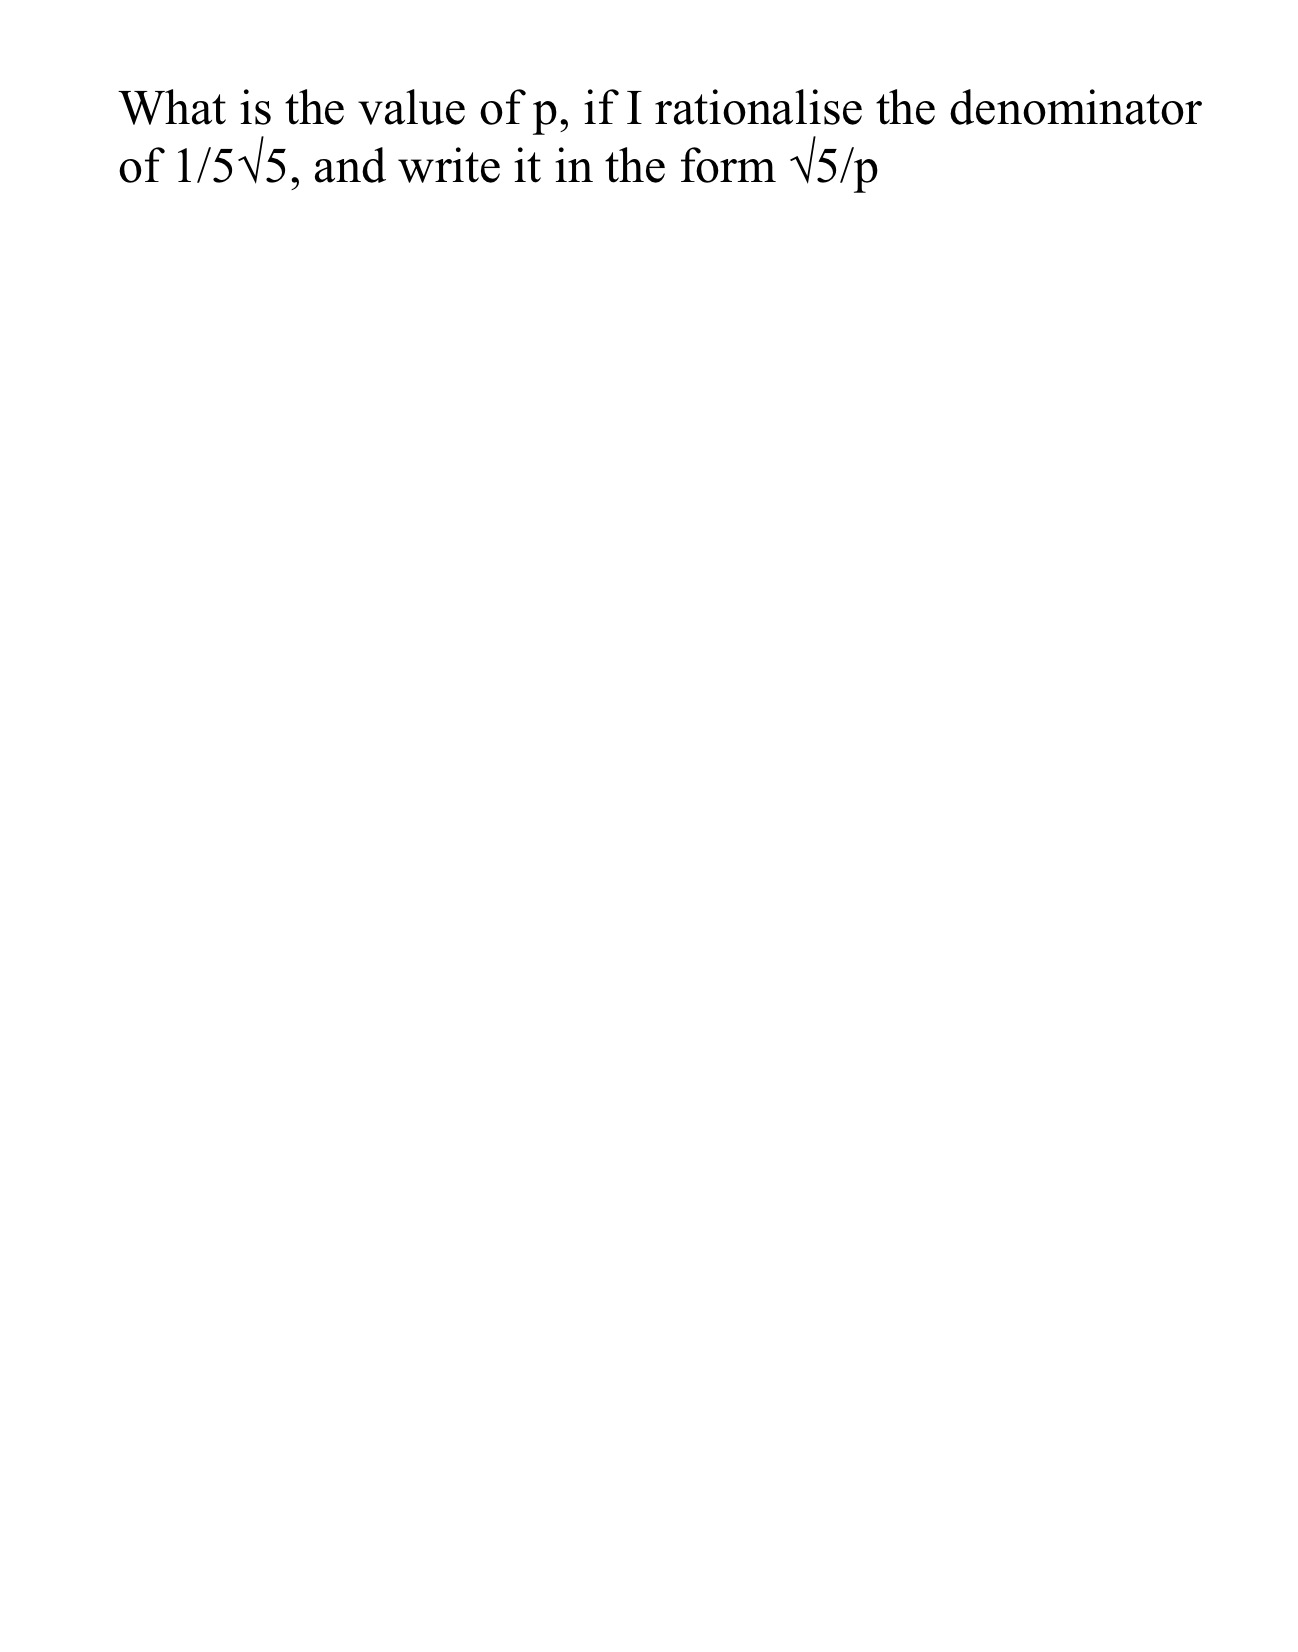 What is the value of p, if I rationalise the denominator
of 1/5√5, and write it in the form √5/p